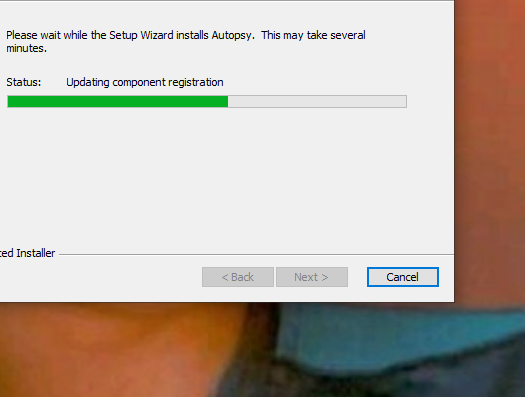 Please wait while the Setup Wizard installs Autopsy.  This may take several
minutes.
Status: Updating component registration
ed Installer
< Back Next > Cancel